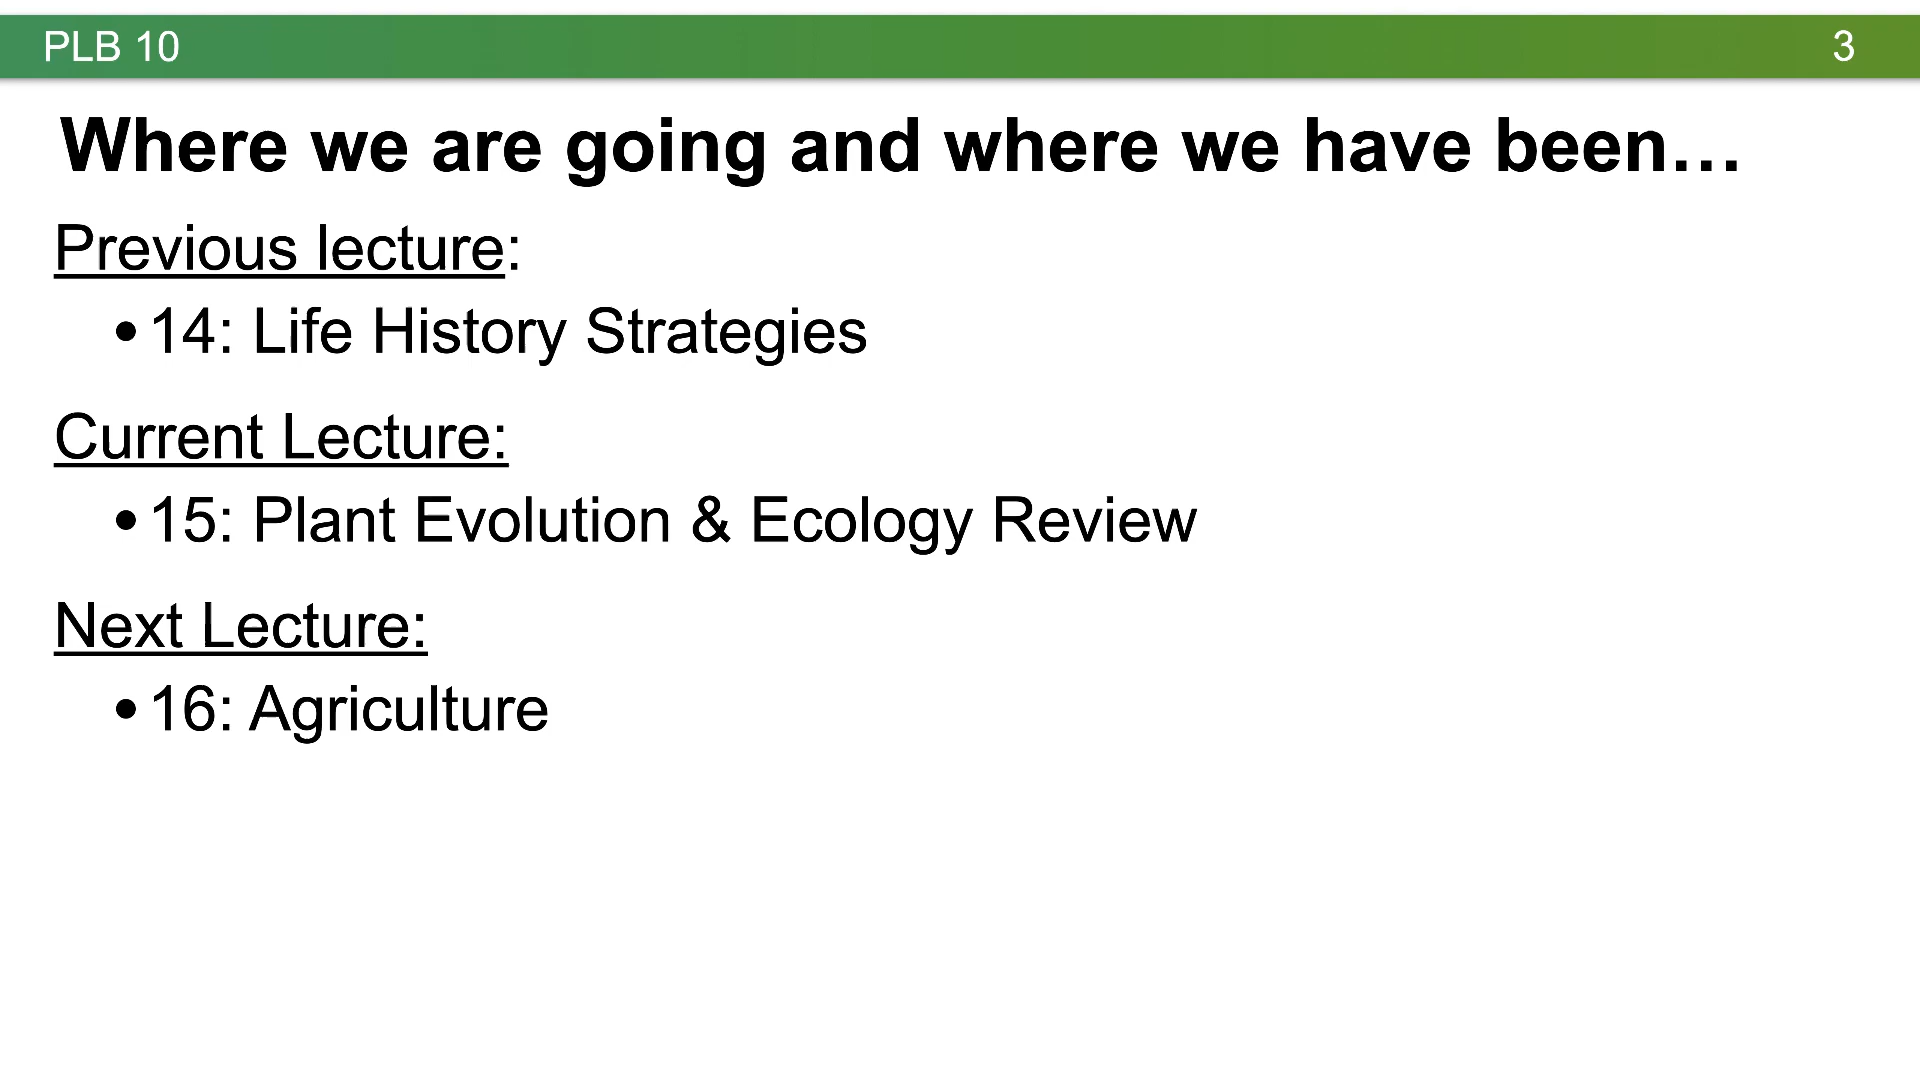 PLB 10 3
Where we are going and where we have been…
Previous lecture:
•14: Life History Strategies
Current Lecture:
•15: Plant Evolution & Ecology Review
Next Lecture:
•16: Agriculture